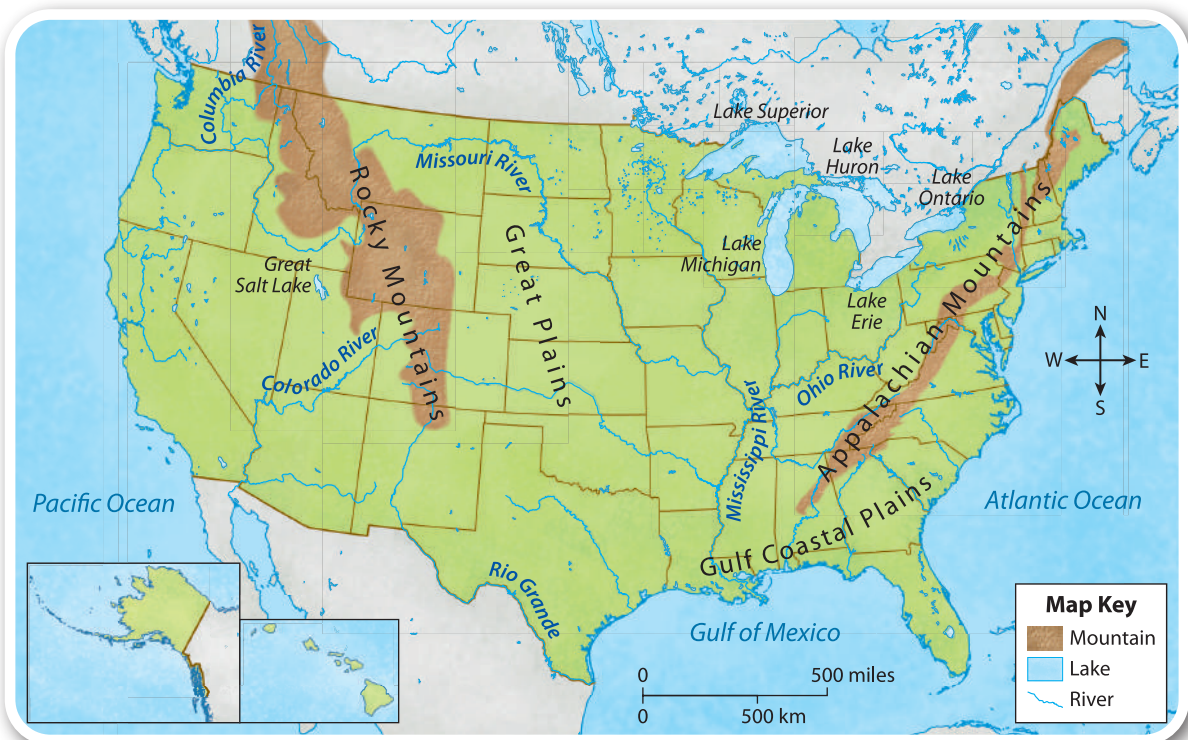 Columbia River
Lake Superior
Missouri River
Lake
Huron
Lake
Ontario
Rocky Mountains
Great Plains
Lake
Michigan
Great
Salt Lake
Lake
Erie
Appalachian Mountains
Colorado River
Ohio River
Mississippi River
N
W
E
S
Pacific Ocean
Atlantic Ocean
Gulf Coastal Plains
Rio Grande
Gulf of Mexico
0
500 miles
0
500 km
Map Key
Mountain
Lake
River